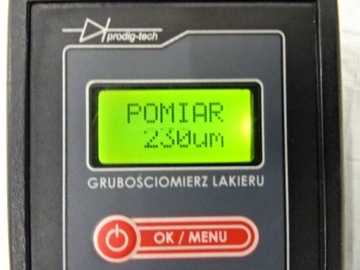 prodig-tech
POMIAR
230um
GRUBOŚCIOMIERZ LAKIERU
OK / MENU